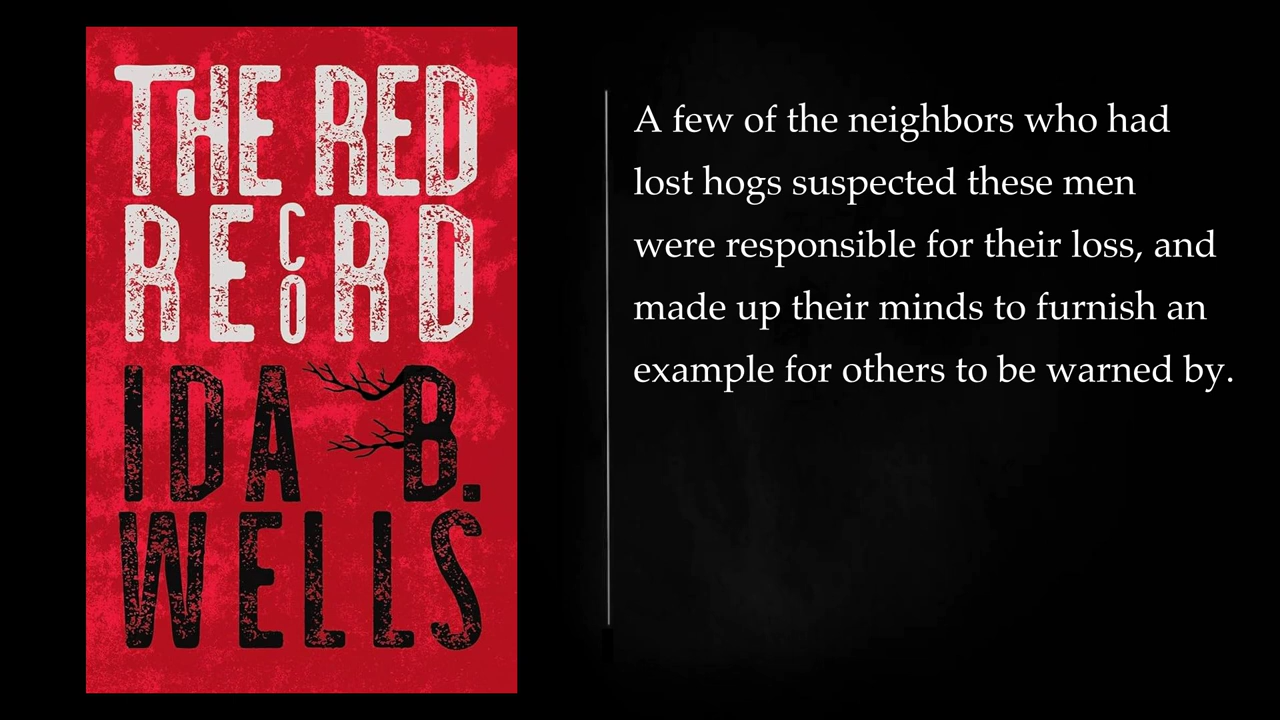 THE RED
RECORD
IDA B.
WELLS
A few of the neighbors who had
lost hogs suspected these men
were responsible for their loss, and
made up their minds to furnish an
example for others to be warned by.